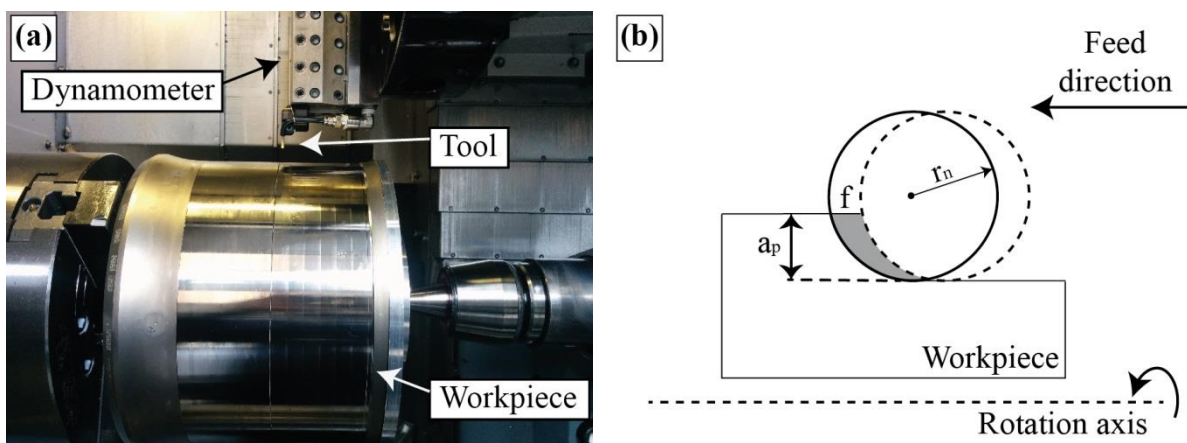 (a)
Dynamometer
Tool
Workpiece
(b)
Feed
direction
rn
f
ap
Workpiece
Rotation axis